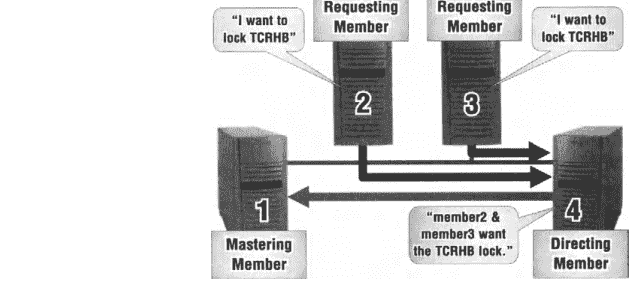 Requesting
Member
Requesting
Member
"I want to
lock TCRHB"
"I want to
lock TCRHB"
2
3
1
4
"member2 &
member3 want
the TCRHB lock."
Mastering
Member
Directing
Member